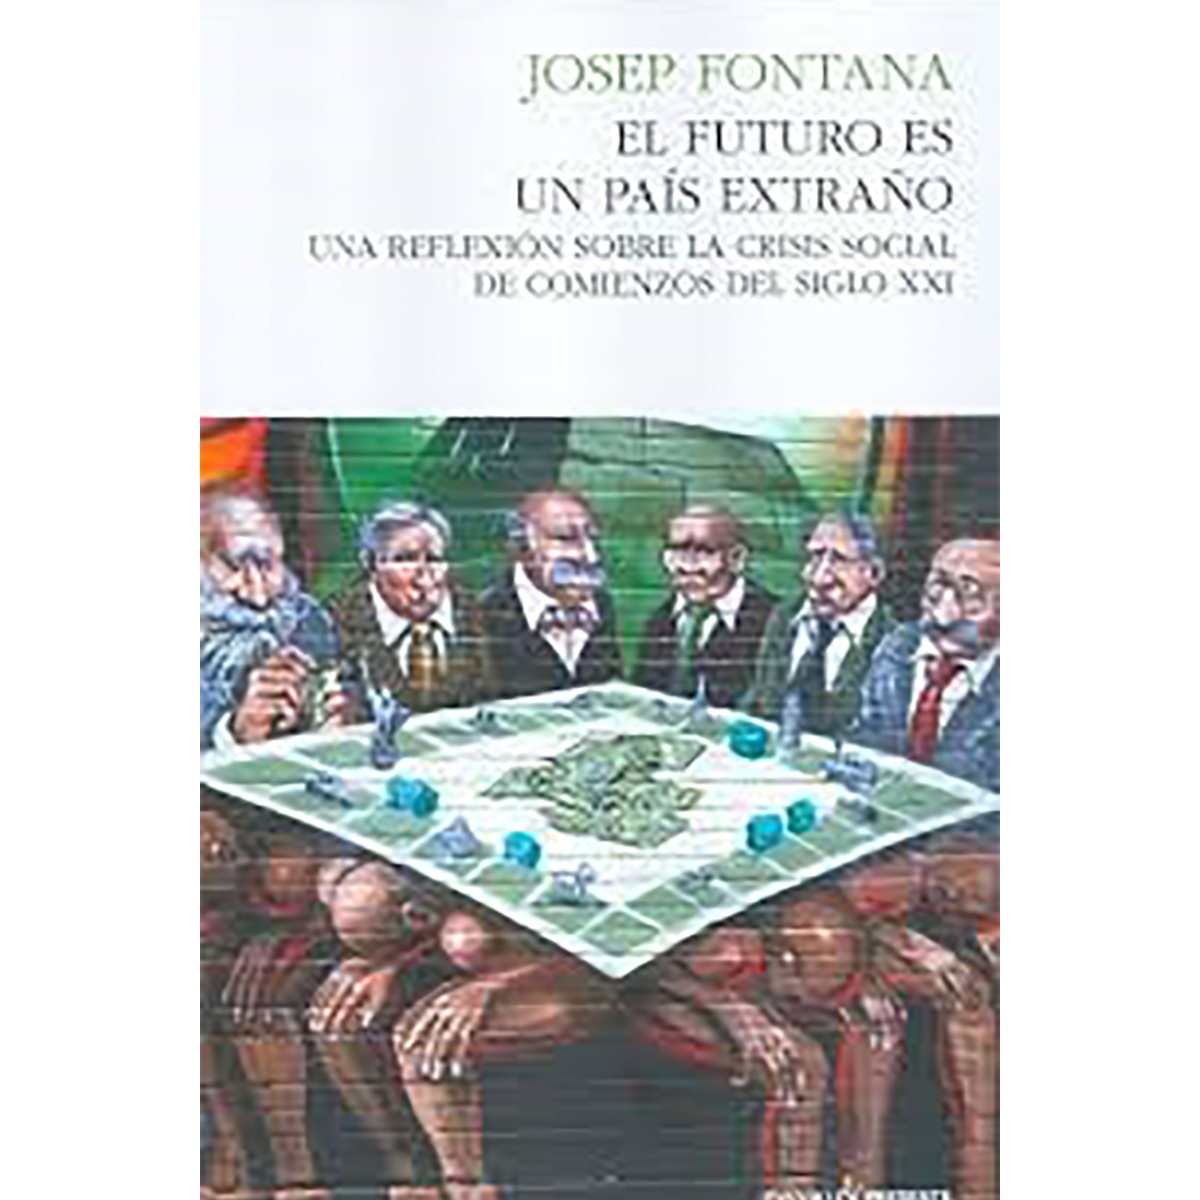 JOSEP FONTANA
EL FUTURO ES
UN PAÍS EXTRAÑO
UNA REFLEXIÓN SOBRE LA CRISIS SOCIAL
DE COMIENZOS DEL SIGLO XXI